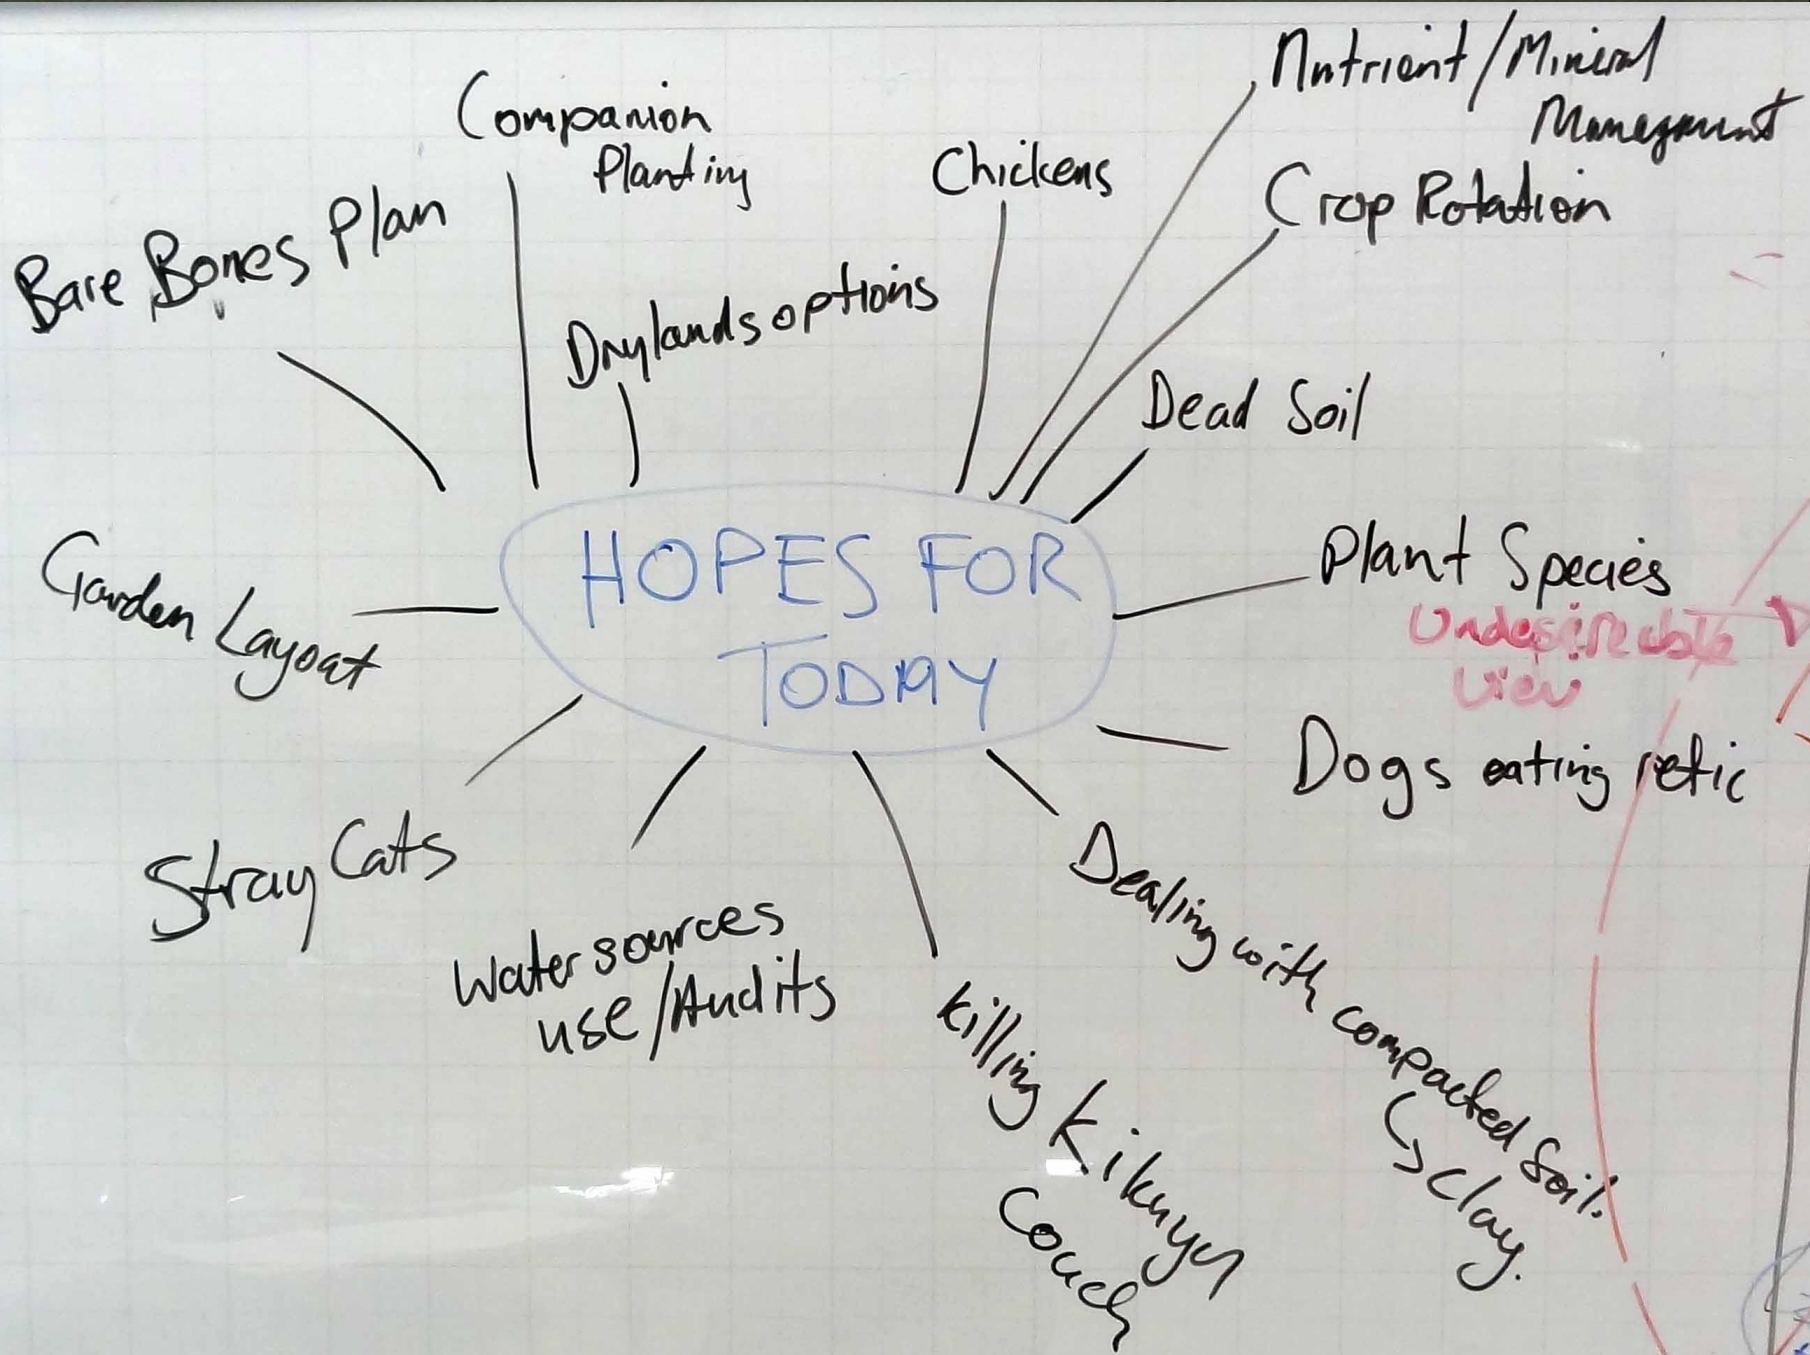 Nutrient/Mineral
Managment
Companion
Planting
Chickens
Crop Rotation
Bare Bones Plan
Drylands options
Dead Soil
HOPES FOR
TODAY
Plant Species
Undesireable
View
Garden Layout
Dogs eating retic
Stray Cats
Water sources
use/Audits
Dealing with compacted soil.
↳ Clay.
Killing Kikuyu
Couch